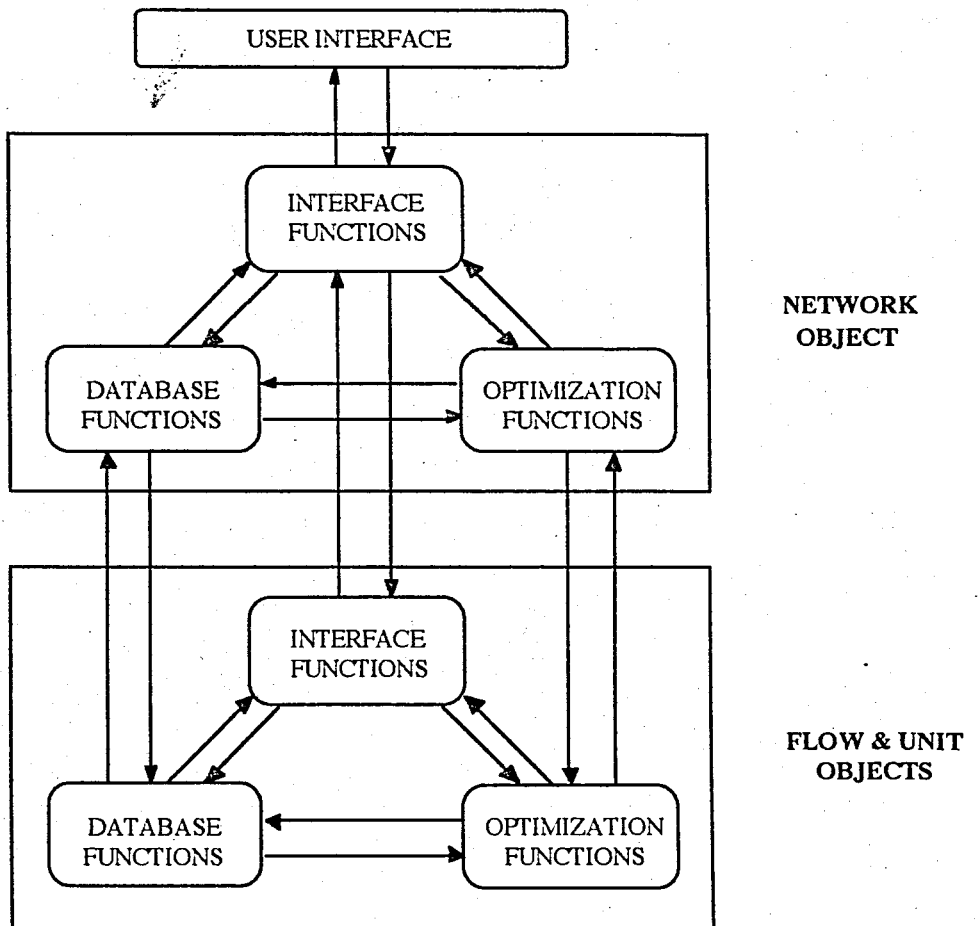 USER INTERFACE
INTERFACE
FUNCTIONS
NETWORK
OBJECT
DATABASE
FUNCTIONS
OPTIMIZATION
FUNCTIONS
INTERFACE
FUNCTIONS
FLOW & UNIT
OBJECTS
DATABASE
FUNCTIONS
OPTIMIZATION
FUNCTIONS